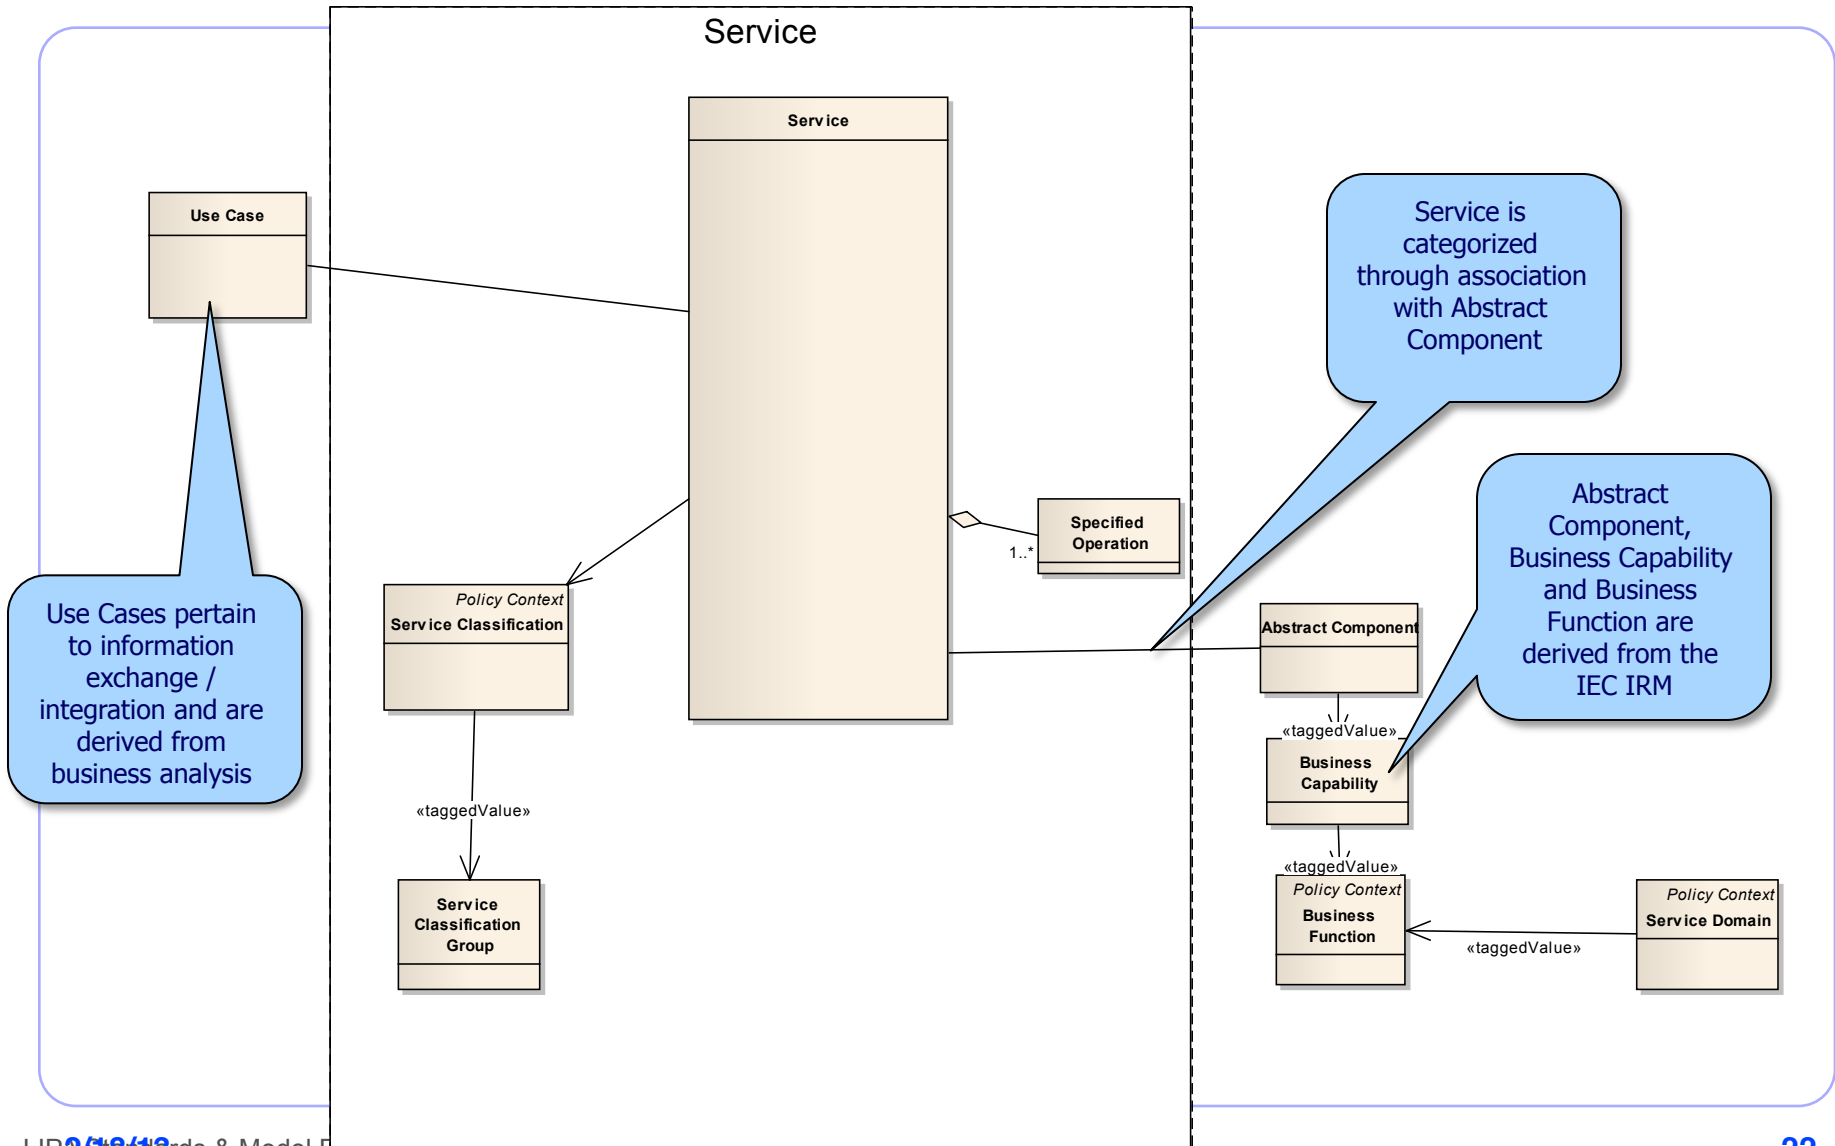 Service
Service
Use Case
Service is
categorized
through association
with Abstract
Component
Abstract
Component,
Business Capability
and Business
Function are
derived from the
IEC IRM
Specified
Operation
1..*
Policy Context
Service Classification
Use Cases pertain
to information
exchange /
integration and are
derived from
business analysis
Abstract Component
«taggedValue»
Business
Capability
«taggedValue»
«taggedValue»
Policy Context
Business
Function
Service
Classification
Group
Policy Context
Service Domain
«taggedValue»
& Model